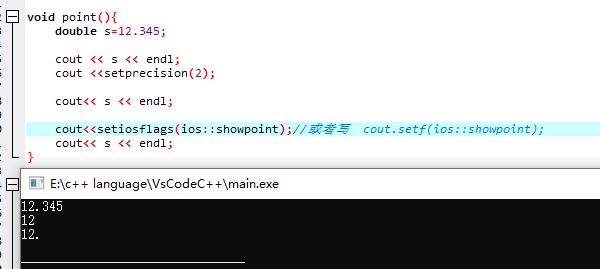 void point(){
double s=12.345;
cout << s << endl;
cout <<setprecision(2);
cout<< s << endl;
cout<<setiosflags(ios::showpoint);//或者写 cout.setf(ios::showpoint);
cout<< s << endl;
}
E:\c++ language\VsCodeC++\main.exe
12.345
12
12.